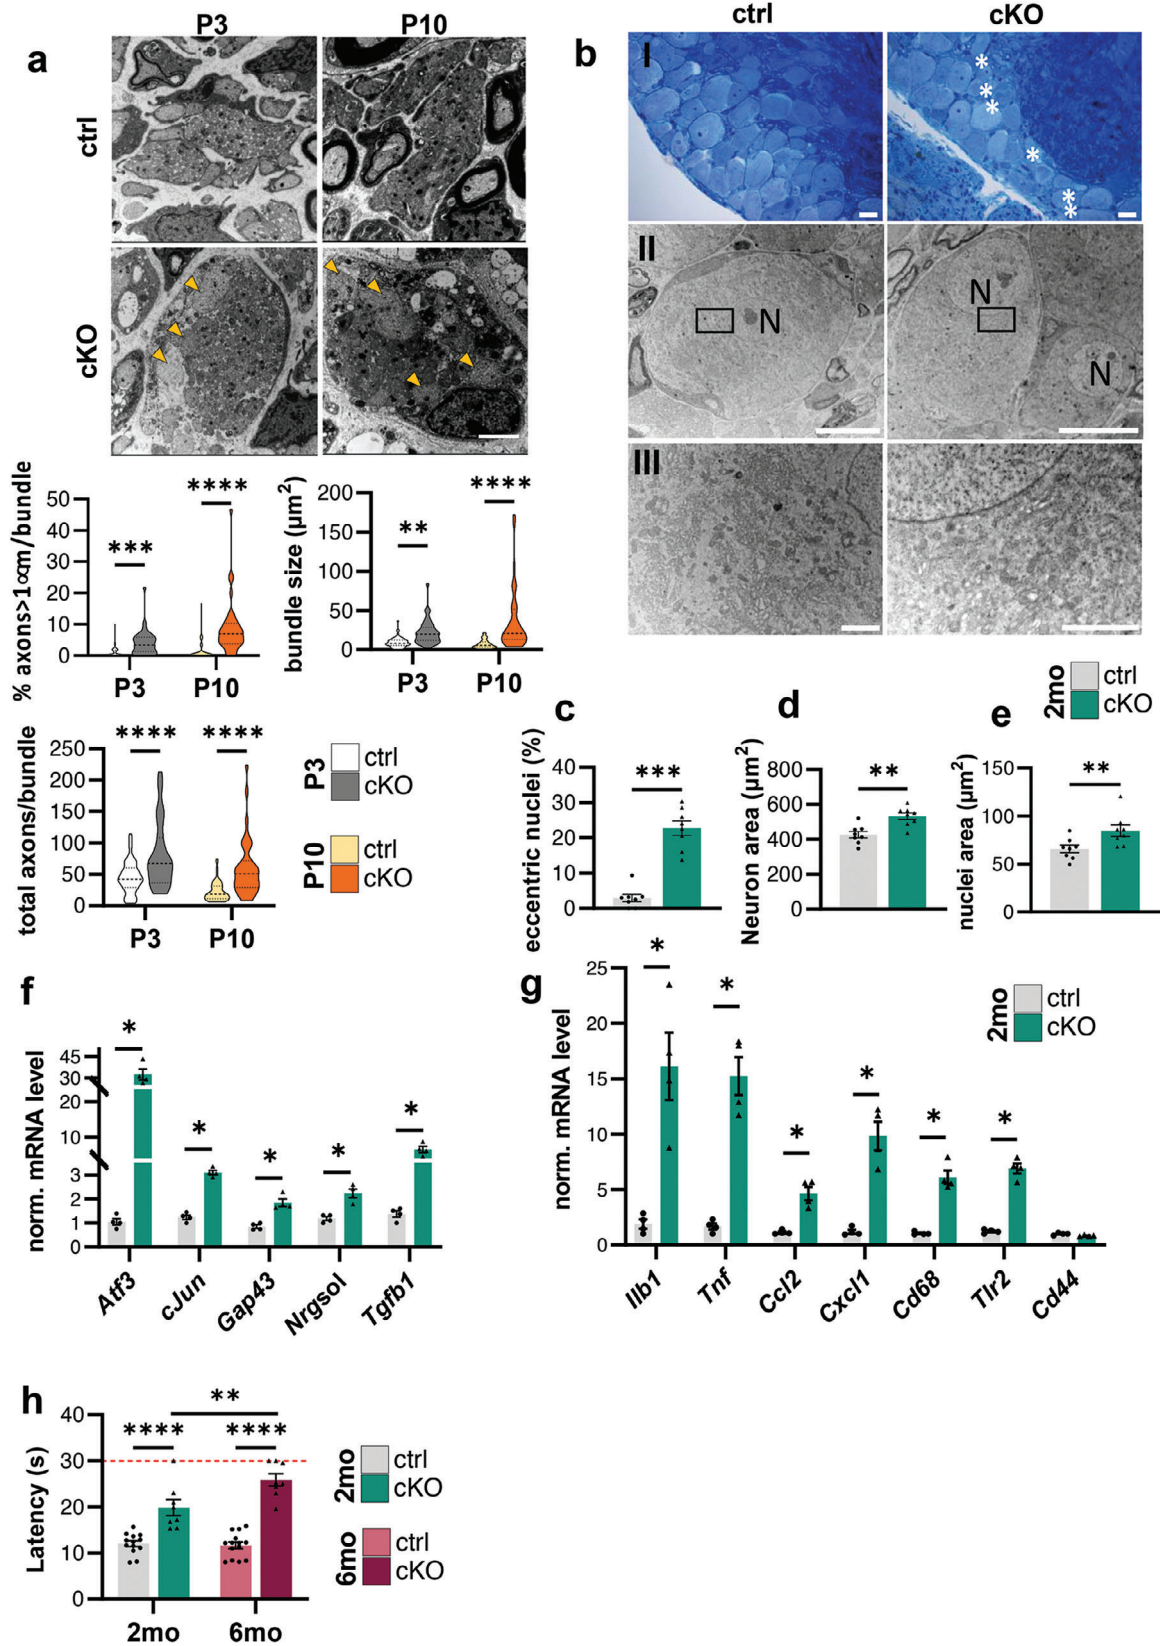 P3 P10
a
ctrl
cKO
ctrl cKO
b
I
* * * * * *
II
N N N
III
% axons>1αm/bundle
50
40
30
20
10
0
*** ****
P3 P10
bundle size (µm²)
200
150
100
50
0
** ****
P3 P10
total axons/bundle
250
200
150
100
50
0
**** ****
P3 P10
P3
ctrl
cKO
P10
ctrl
cKO
2mo
ctrl
cKO
c
eccentric nuclei (%)
40
30
20
10
0
***
d
Neuron area (µm²)
800
600
400
200
0
**
e
nuclei area (µm²)
150
100
50
0
**
f
norm. mRNA level
45
30
20
10
3
2
1
0
* * * * *
Atf3 cJun Gap43 Nrgsol Tgfb1
g
norm. mRNA level
25
20
15
10
5
0
* * * * * *
Ilb1 Tnf Ccl2 Cxcl1 Cd68 Tlr2 Cd44
2mo
ctrl
cKO
h
Latency (s)
40
30
20
10
0
**
**** ****
2mo 6mo
2mo
ctrl
cKO
6mo
ctrl
cKO